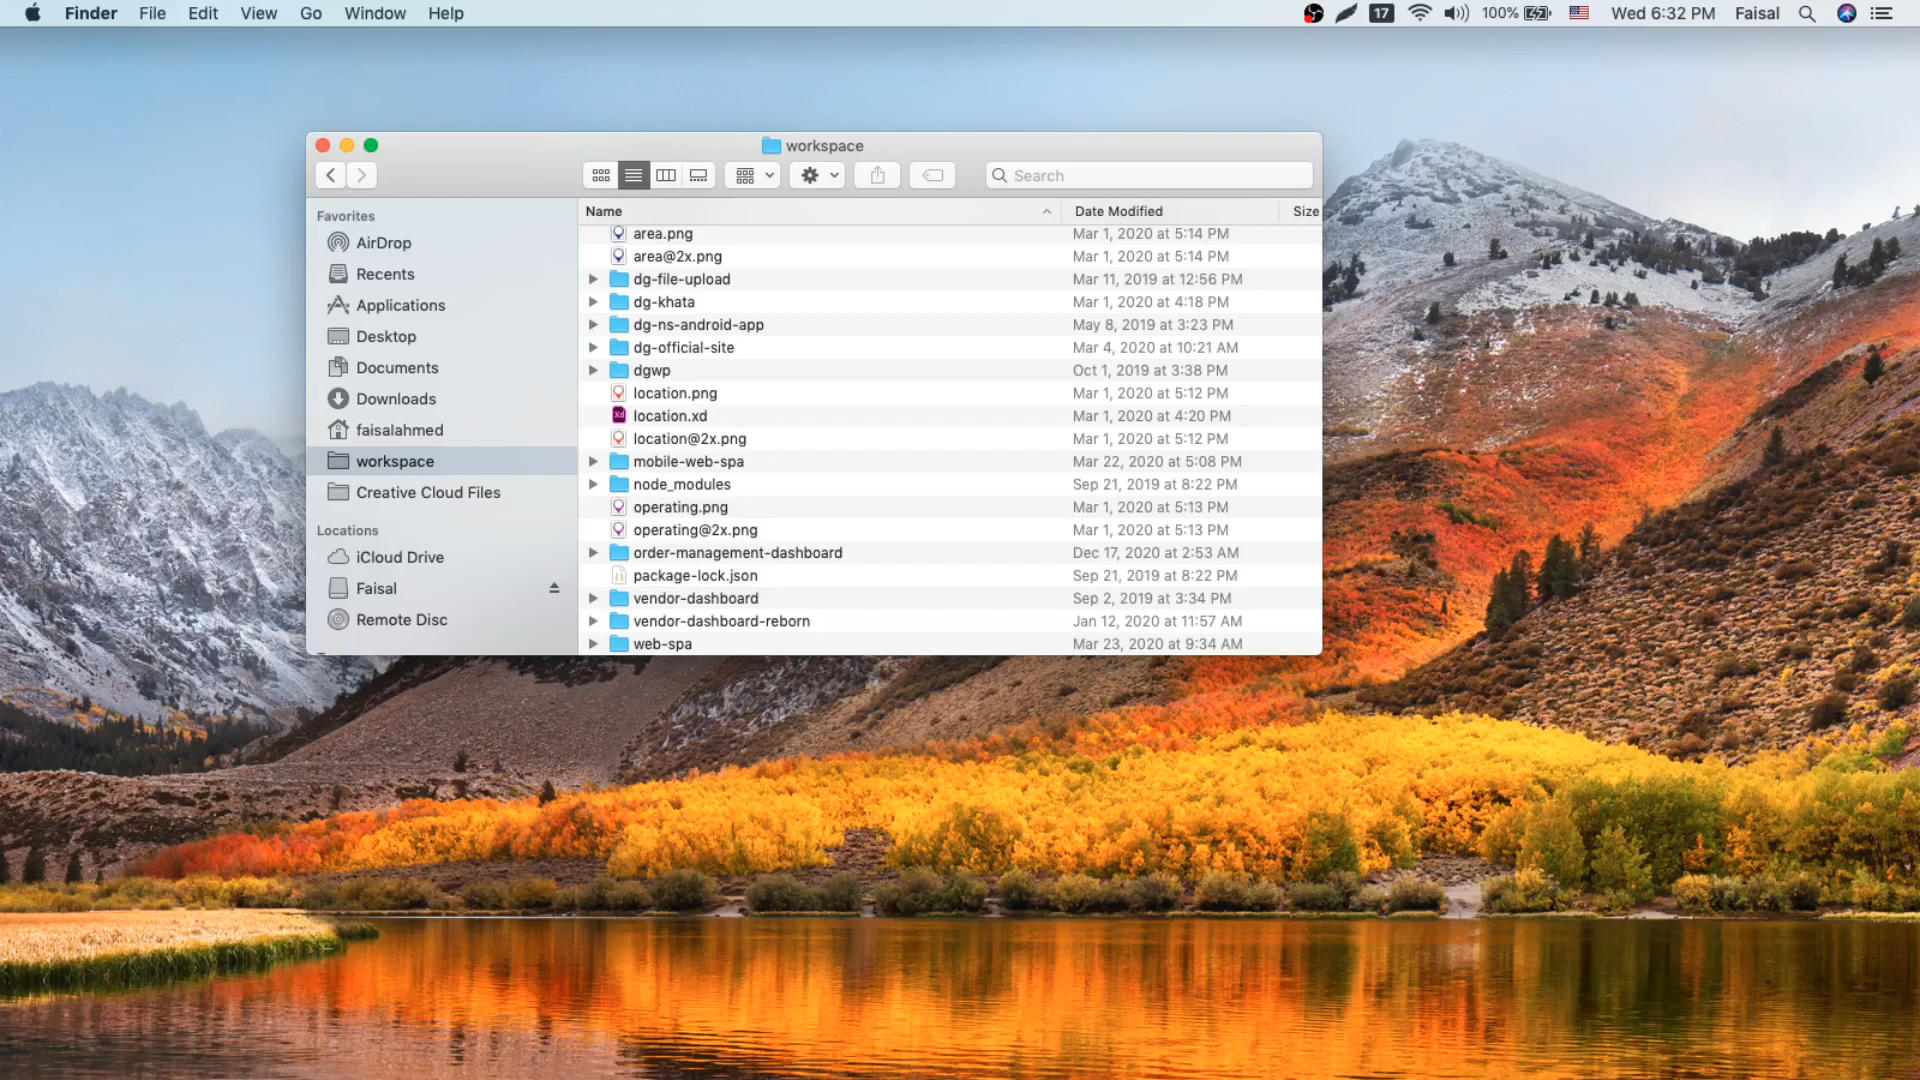 Finder File Edit View Go Window Help 17 100% Wed 6:32 PM Faisal
workspace
Search
Favorites
AirDrop
Recents
Applications
Desktop
Documents
Downloads
faisalahmed
workspace
Creative Cloud Files
Locations
iCloud Drive
Faisal
Remote Disc
Name Date Modified Size
area.png Mar 1, 2020 at 5:14 PM
area@2x.png Mar 1, 2020 at 5:14 PM
dg-file-upload Mar 11, 2019 at 12:56 PM
dg-khata Mar 1, 2020 at 4:18 PM
dg-ns-android-app May 8, 2019 at 3:23 PM
dg-official-site Mar 4, 2020 at 10:21 AM
dgwp Oct 1, 2019 at 3:38 PM
location.png Mar 1, 2020 at 5:12 PM
Xd location.xd Mar 1, 2020 at 4:20 PM
location@2x.png Mar 1, 2020 at 5:12 PM
mobile-web-spa Mar 22, 2020 at 5:08 PM
node_modules Sep 21, 2019 at 8:22 PM
operating.png Mar 1, 2020 at 5:13 PM
operating@2x.png Mar 1, 2020 at 5:13 PM
order-management-dashboard Dec 17, 2020 at 2:53 AM
package-lock.json Sep 21, 2019 at 8:22 PM
vendor-dashboard Sep 2, 2019 at 3:34 PM
vendor-dashboard-reborn Jan 12, 2020 at 11:57 AM
web-spa Mar 23, 2020 at 9:34 AM